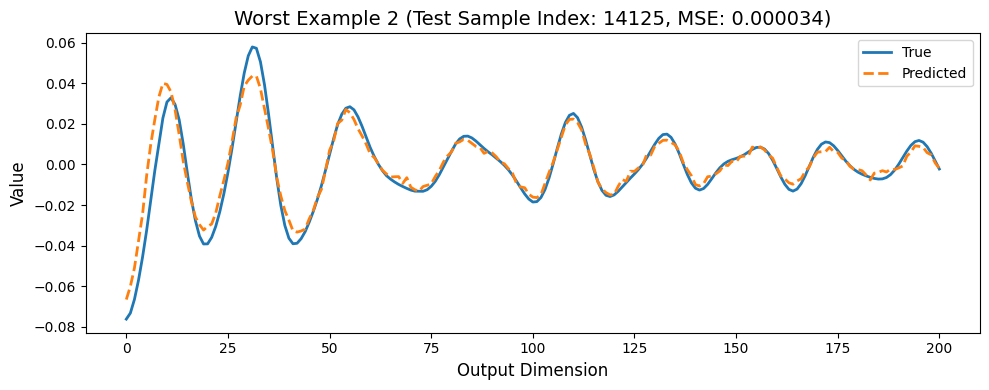 Worst Example 2 (Test Sample Index: 14125, MSE: 0.000034)
True
Predicted
Value
0.06
0.04
0.02
0.00
−0.02
−0.04
−0.06
−0.08
0 25 50 75 100 125 150 175 200
Output Dimension